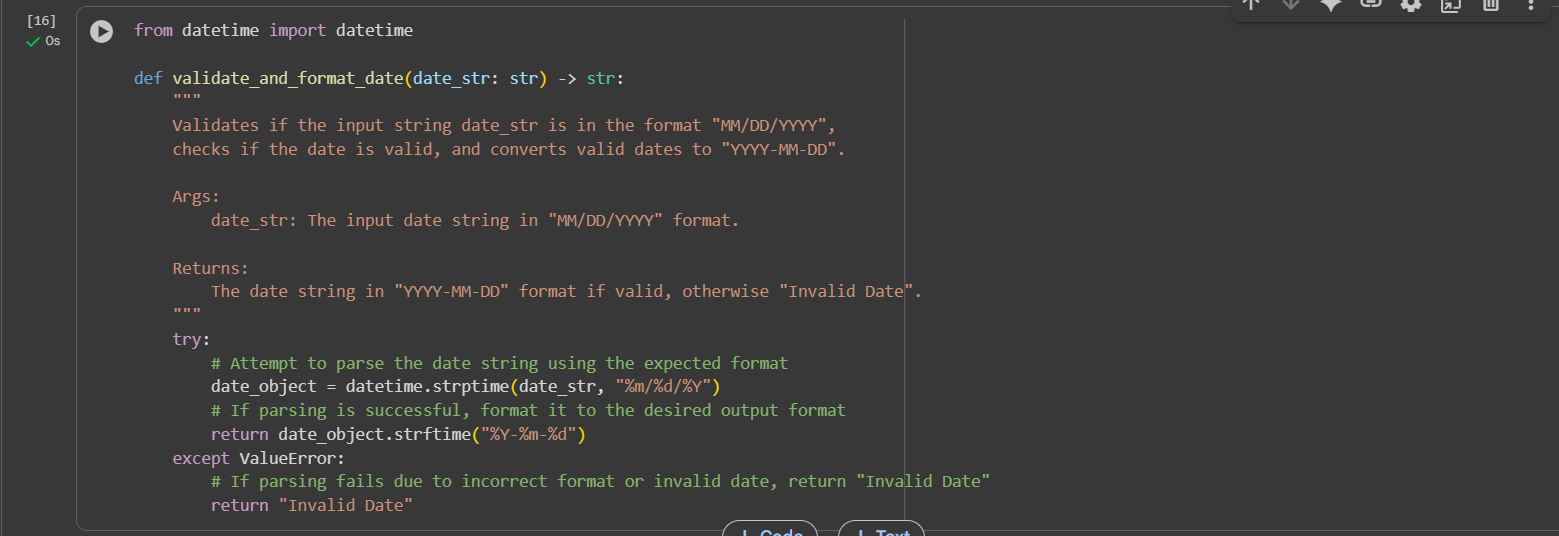 [16]
0s
from datetime import datetime
def validate_and_format_date(date_str: str) -> str:
"""
Validates if the input string date_str is in the format "MM/DD/YYYY",
checks if the date is valid, and converts valid dates to "YYYY-MM-DD".
Args:
date_str: The input date string in "MM/DD/YYYY" format.
Returns:
The date string in "YYYY-MM-DD" format if valid, otherwise "Invalid Date".
"""
try:
# Attempt to parse the date string using the expected format
date_object = datetime.strptime(date_str, "%m/%d/%Y")
# If parsing is successful, format it to the desired output format
return date_object.strftime("%Y-%m-%d")
except ValueError:
# If parsing fails due to incorrect format or invalid date, return "Invalid Date"
return "Invalid Date"
+ Code + Text